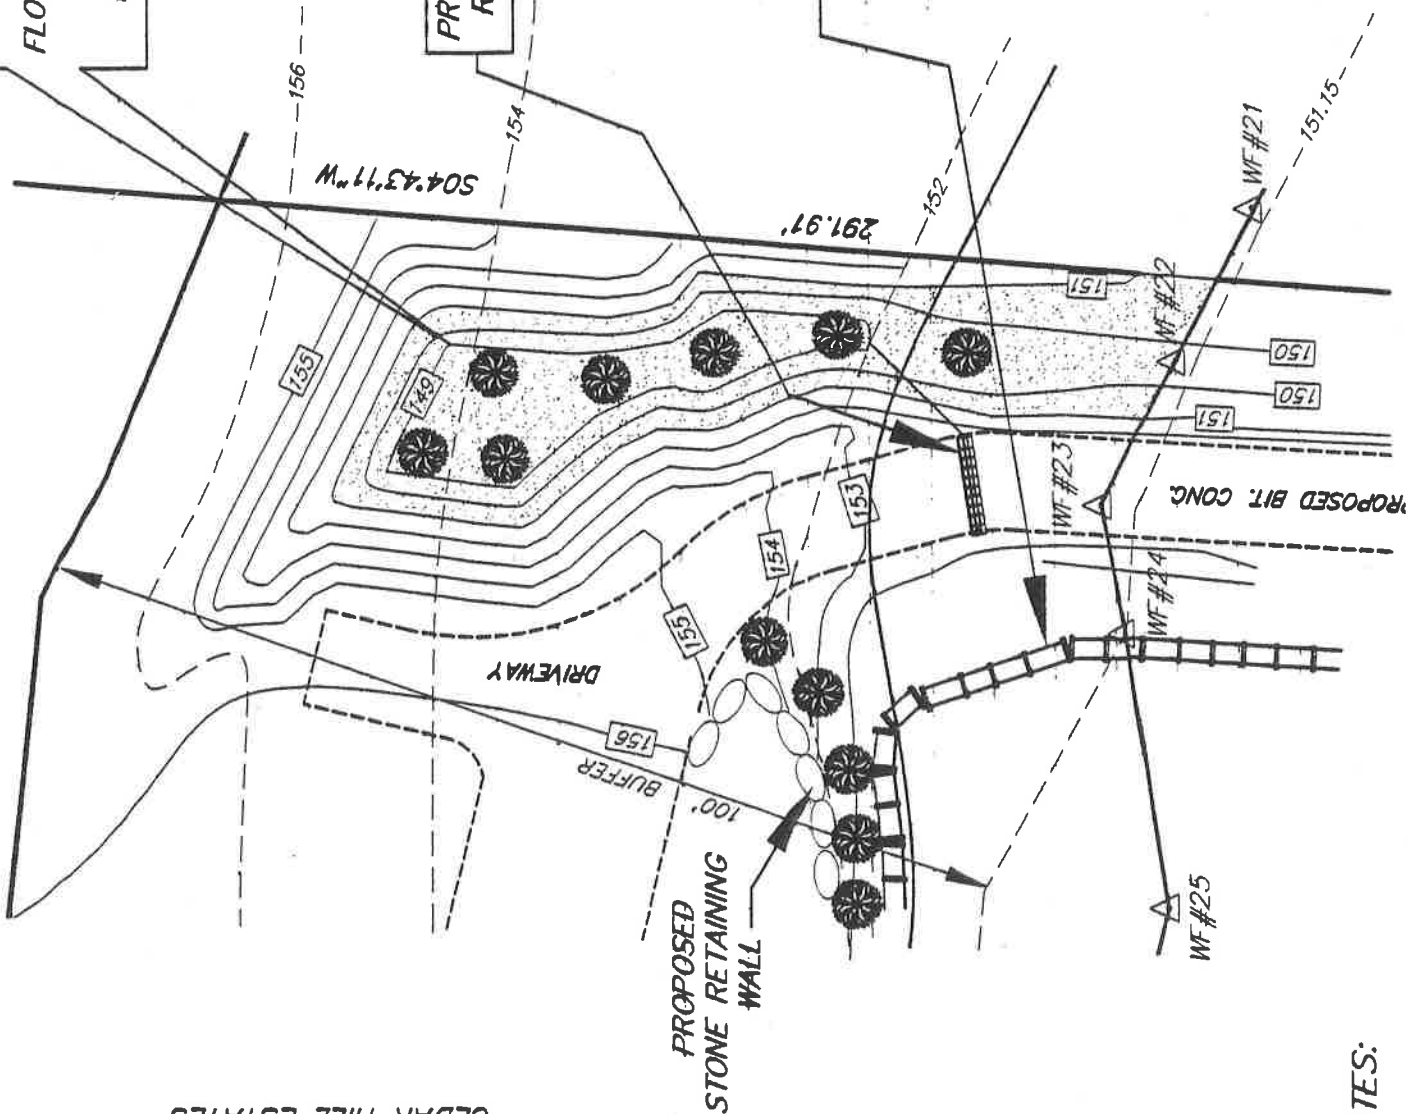 FLO
PR
R
156
154
S04°43'11"W
291.91'
152
151.15
WF#21
WF#22
WF#23
WF#24
WF#25
155
149
151
150
150
151
153
154
155
156
DRIVEWAY
BUFFER
100'
PROPOSED BIT. CONC.
PROPOSED
STONE RETAINING
WALL
CEDAR HILL ESTATES
TES: